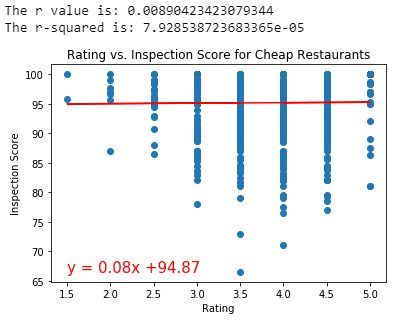 The r value is: 0.00890423423079344
The r-squared is: 7.928538723683365e-05
Rating vs. Inspection Score for Cheap Restaurants
100
95
90
85
80
75
70
65
Inspection Score
y = 0.08x +94.87
1.5 2.0 2.5 3.0 3.5 4.0 4.5 5.0
Rating